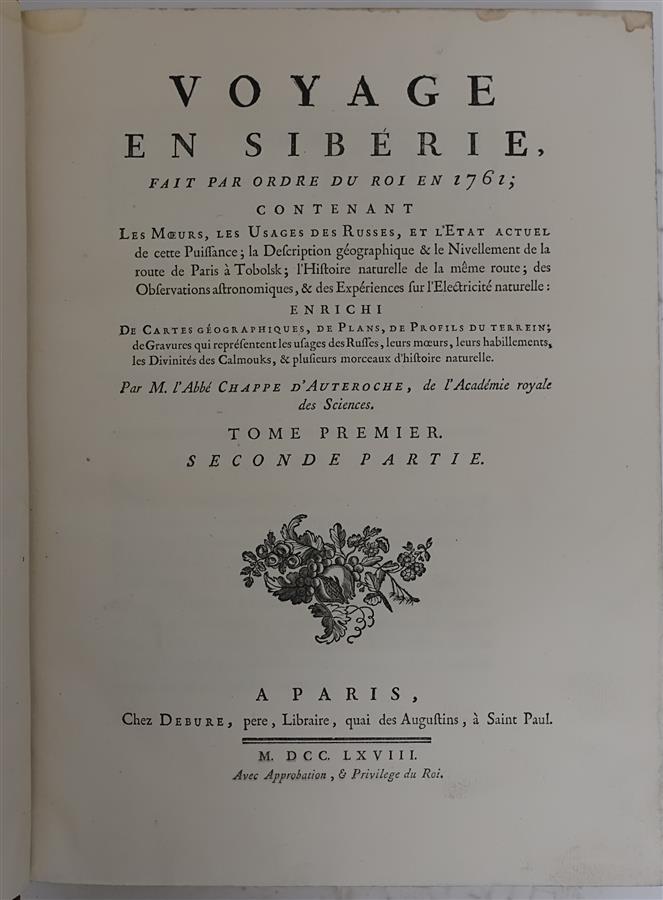 VOYAGE
EN SIBÉRIE,
FAIT PAR ORDRE DU ROI EN 1761;
CONTENANT
LES MŒURS, LES USAGES DES RUSSES, ET L'ETAT ACTUEL
de cette Puiſſance; la Deſcription géographique & le Nivellement de la
route de Paris à Tobolsk; l'Hiſtoire naturelle de la même route; des
Obſervations aſtronomiques, & des Expériences ſur l'Electricité naturelle:
ENRICHI
DE CARTES GÉOGRAPHIQUES, DE PLANS, DE PROFILS DU TERREIN;
de Gravures qui repréſentent les uſages des Ruſſes, leurs mœurs, leurs habillements,
les Divinités des Calmouks, & pluſieurs morceaux d'hiſtoire naturelle.
Par M. l'Abbé CHAPPE D'AUTEROCHE, de l'Académie royale
des Sciences.
TOME PREMIER.
SECONDE PARTIE.
A PARIS,
Chez DEBURE, pere, Libraire, quai des Auguſtins, à Saint Paul.
M. DCC. LXVIII.
Avec Approbation, & Privilege du Roi.